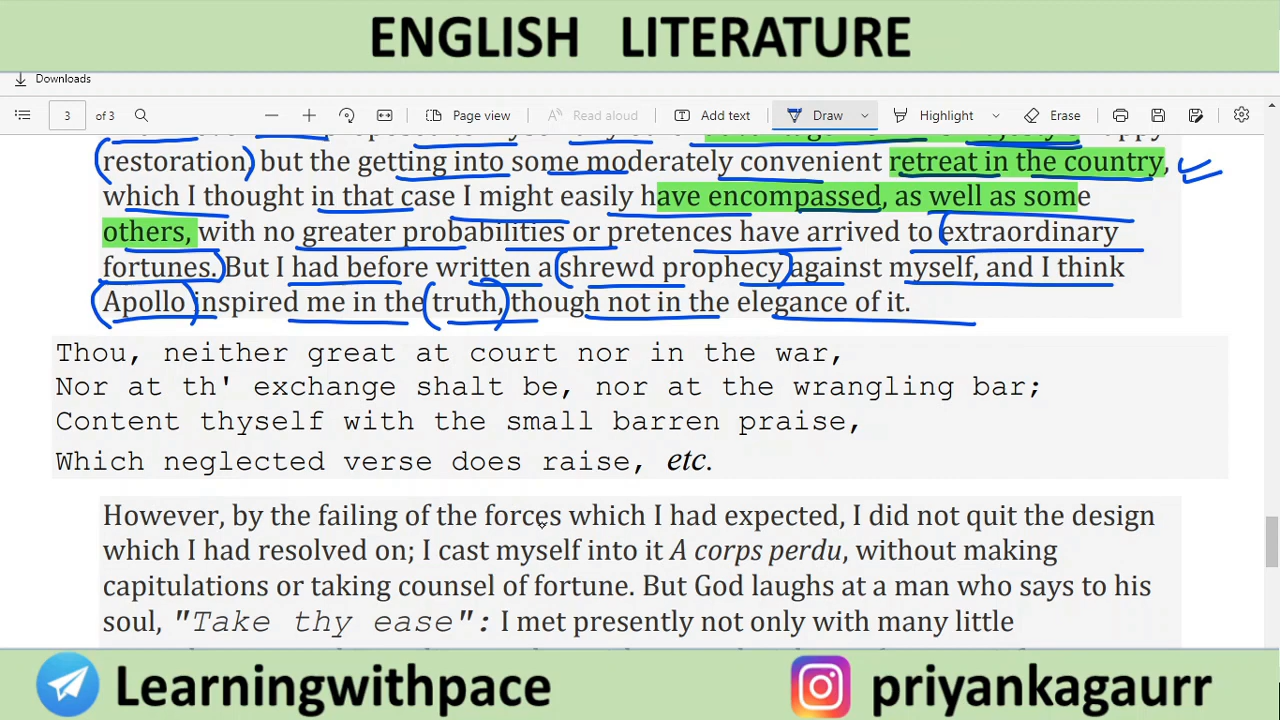 ENGLISH LITERATURE
Downloads
3 of 3 Page view Read aloud Add text Draw Highlight Erase
restoration) but the getting into some moderately convenient retreat in the country,
which I thought in that case I might easily have encompassed, as well as some
others, with no greater probabilities or pretences have arrived to extraordinary
fortunes. But I had before written a shrewd prophecy against myself, and I think
Apollo inspired me in the truth, though not in the elegance of it.
Thou, neither great at court nor in the war,
Nor at th' exchange shalt be, nor at the wrangling bar;
Content thyself with the small barren praise,
Which neglected verse does raise, etc.
However, by the failing of the forces which I had expected, I did not quit the design
which I had resolved on; I cast myself into it A corps perdu, without making
capitulations or taking counsel of fortune. But God laughs at a man who says to his
soul, "Take thy ease": I met presently not only with many little
Learningwithpace priyankagaurr